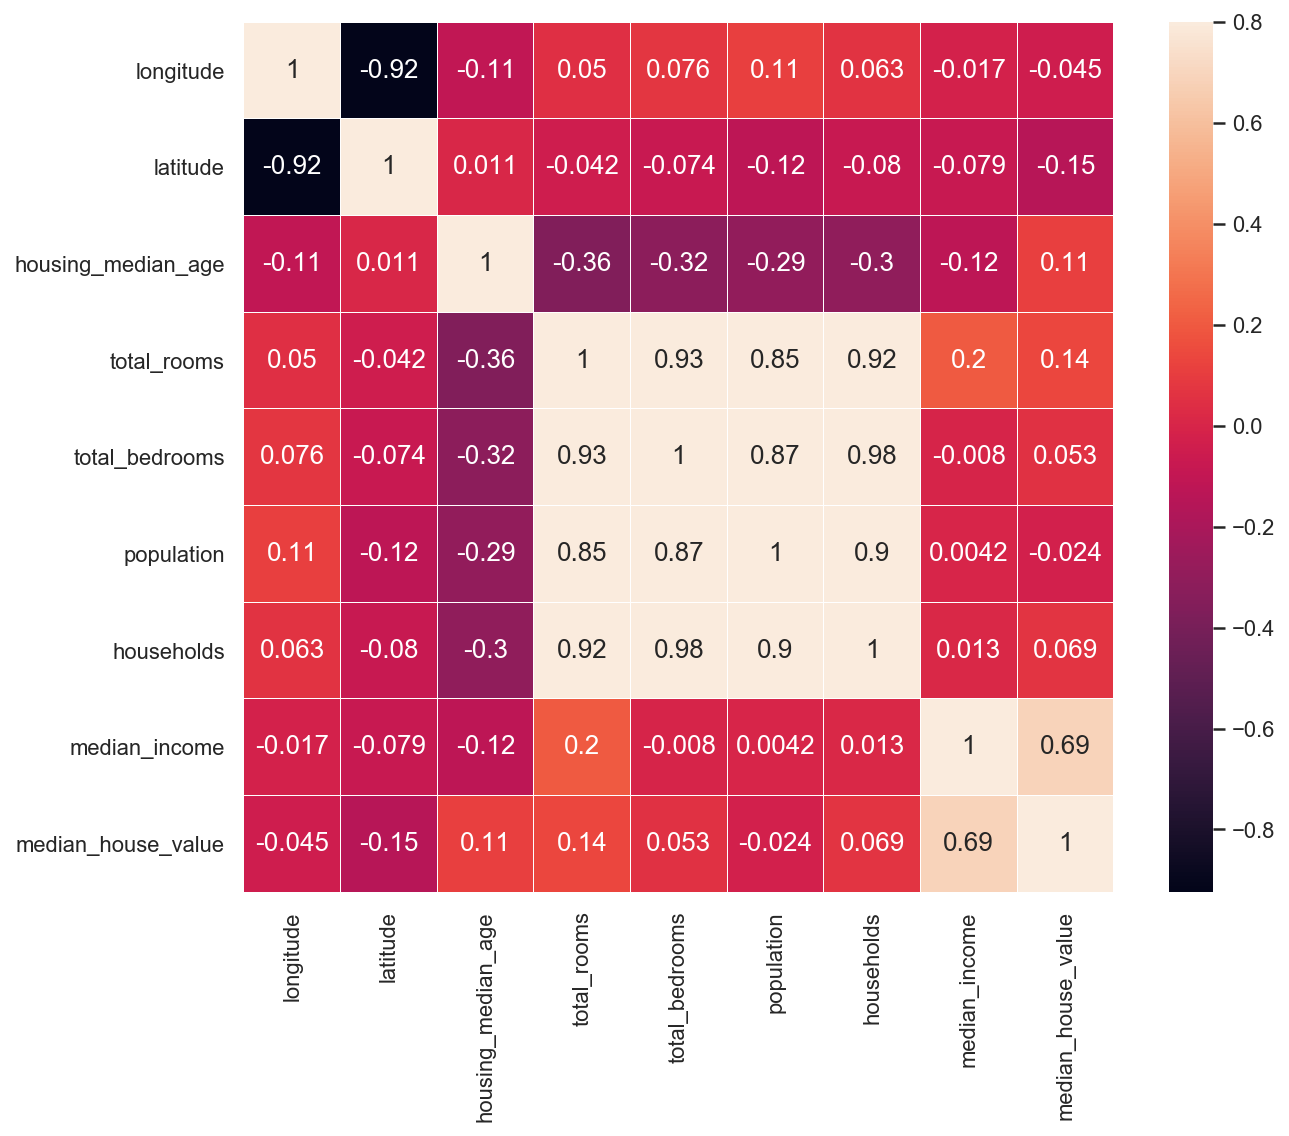 longitude 1 -0.92 -0.11 0.05 0.076 0.11 0.063 -0.017 -0.045
latitude -0.92 1 0.011 -0.042 -0.074 -0.12 -0.08 -0.079 -0.15
housing_median_age -0.11 0.011 1 -0.36 -0.32 -0.29 -0.3 -0.12 0.11
total_rooms 0.05 -0.042 -0.36 1 0.93 0.85 0.92 0.2 0.14
total_bedrooms 0.076 -0.074 -0.32 0.93 1 0.87 0.98 -0.008 0.053
population 0.11 -0.12 -0.29 0.85 0.87 1 0.9 0.0042 -0.024
households 0.063 -0.08 -0.3 0.92 0.98 0.9 1 0.013 0.069
median_income -0.017 -0.079 -0.12 0.2 -0.008 0.0042 0.013 1 0.69
median_house_value -0.045 -0.15 0.11 0.14 0.053 -0.024 0.069 0.69 1
longitude
latitude
housing_median_age
total_rooms
total_bedrooms
population
households
median_income
median_house_value
0.8
0.6
0.4
0.2
0.0
−0.2
−0.4
−0.6
−0.8